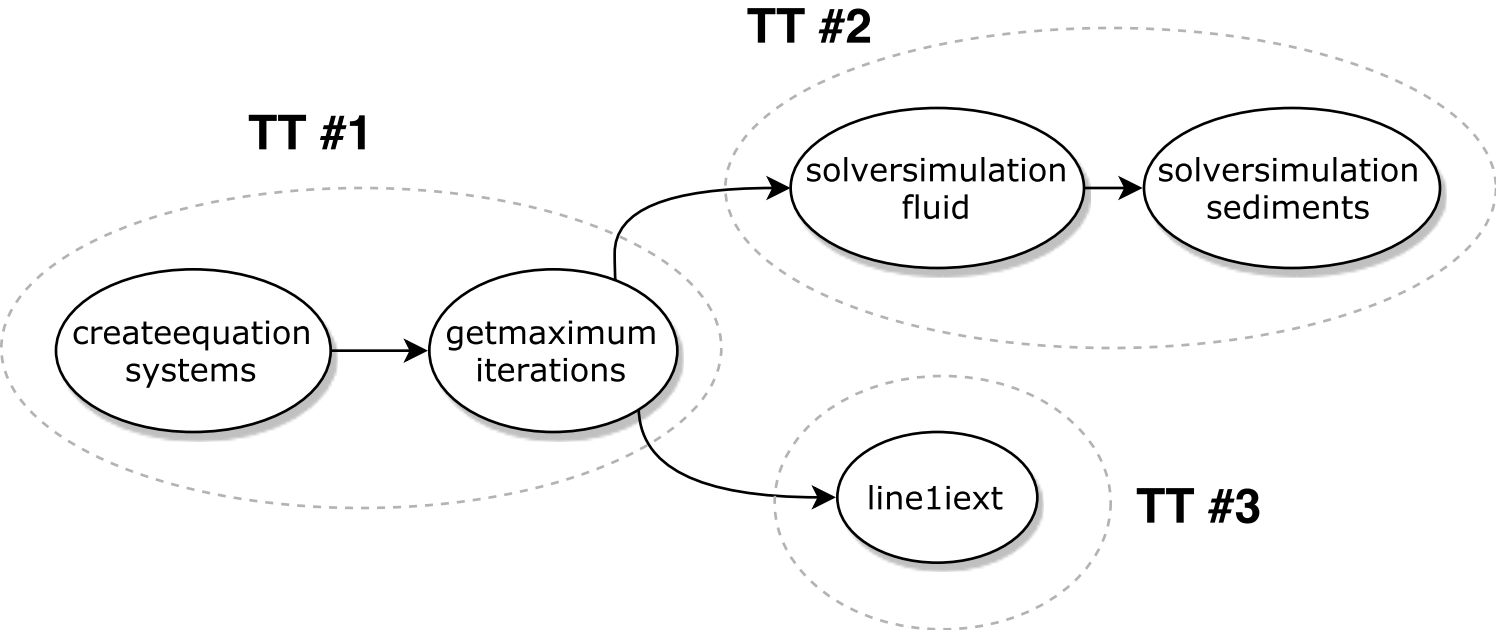 TT #2
TT #1
solversimulation
fluid
solversimulation
sediments
createequation
systems
getmaximum
iterations
line1iext
TT #3